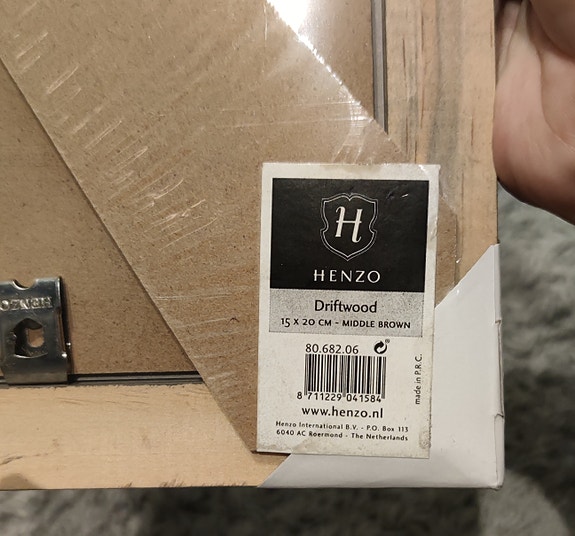 H
HENZO
Driftwood
15 X 20 CM - MIDDLE BROWN
80.682.06
8 711229 041584
made in P.R.C.
www.henzo.nl
Henzo International B.V. - P.O. Box 113
6040 AC Roermond - The Netherlands
HENZO